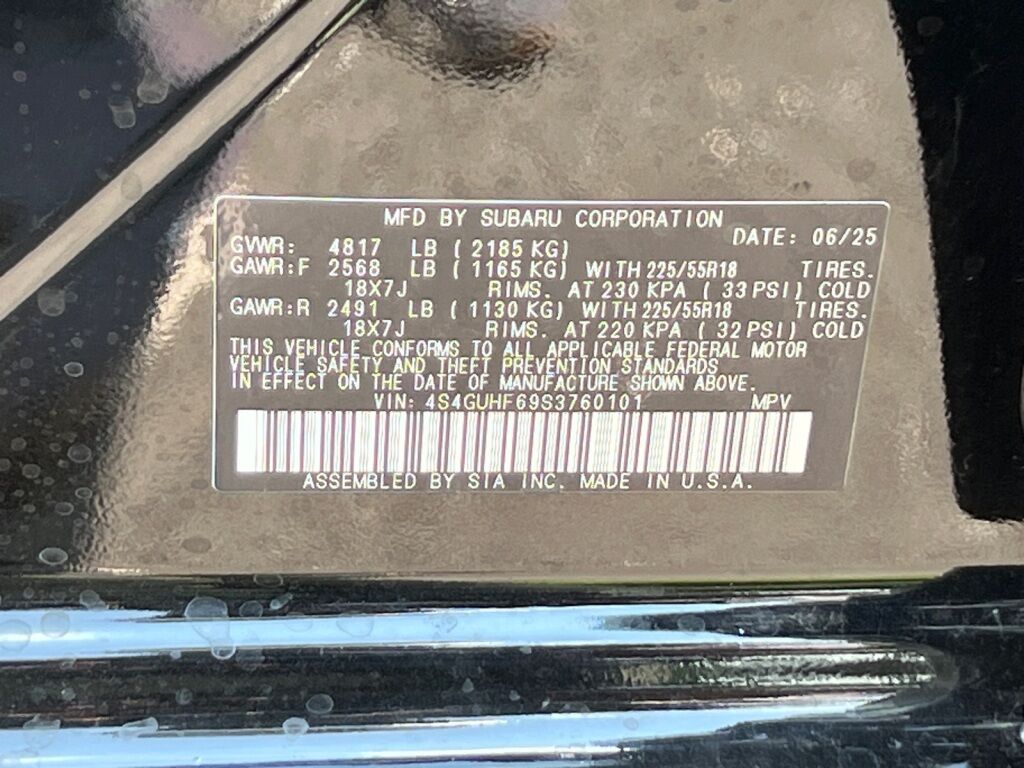 MFD BY SUBARU CORPORATION
DATE: 06/25
GVWR: 4817 LB ( 2185 KG)
GAWR:F 2568 LB ( 1165 KG) WITH 225/55R18 TIRES.
18X7J RIMS. AT 230 KPA ( 33 PSI) COLD
GAWR:R 2491 LB ( 1130 KG) WITH 225/55R18 TIRES.
18X7J RIMS. AT 220 KPA ( 32 PSI) COLD
THIS VEHICLE CONFORMS TO ALL APPLICABLE FEDERAL MOTOR
VEHICLE SAFETY AND THEFT PREVENTION STANDARDS
IN EFFECT ON THE DATE OF MANUFACTURE SHOWN ABOVE.
VIN: 4S4GUHF69S3760101 MPV
ASSEMBLED BY SIA INC. MADE IN U.S.A.